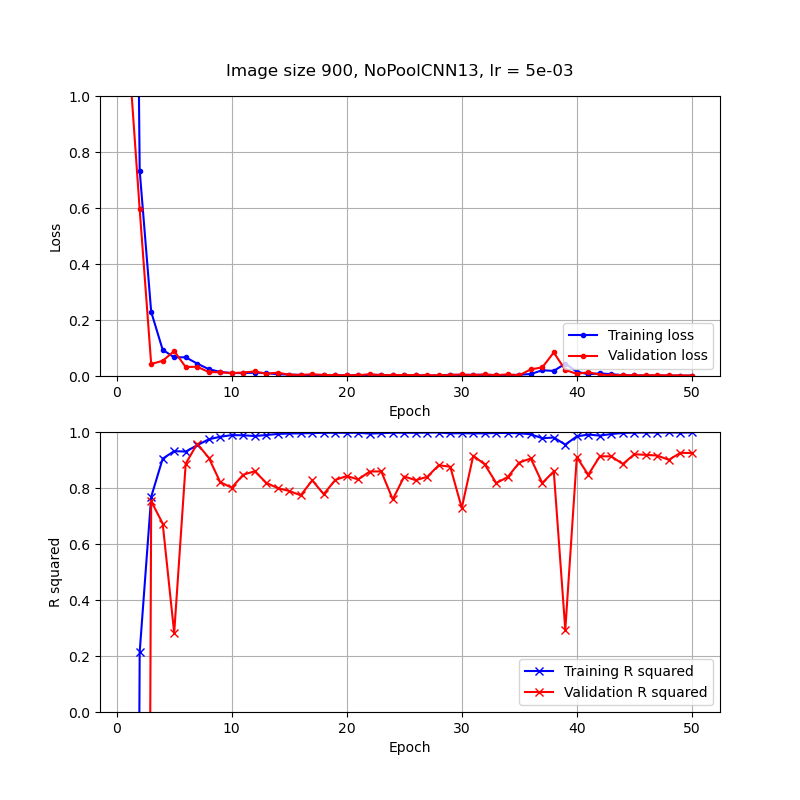 Image size 900, NoPoolCNN13, lr = 5e-03
1.0
0.8
0.6
0.4
0.2
0.0
Loss
Training loss
Validation loss
0 10 20 30 40 50
Epoch
1.0
0.8
0.6
0.4
0.2
0.0
R squared
Training R squared
Validation R squared
0 10 20 30 40 50
Epoch